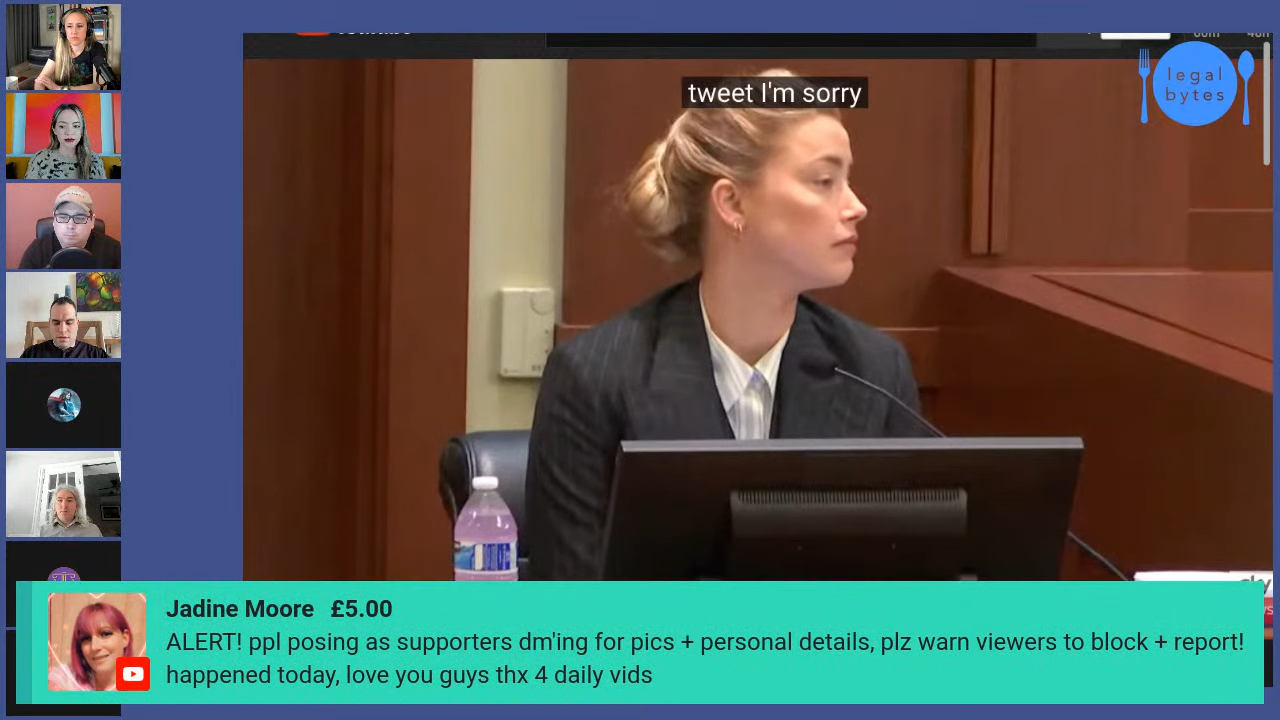 tweet I'm sorry
legal
bytes
Jadine Moore £5.00
ALERT! ppl posing as supporters dm'ing for pics + personal details, plz warn viewers to block + report!
happened today, love you guys thx 4 daily vids